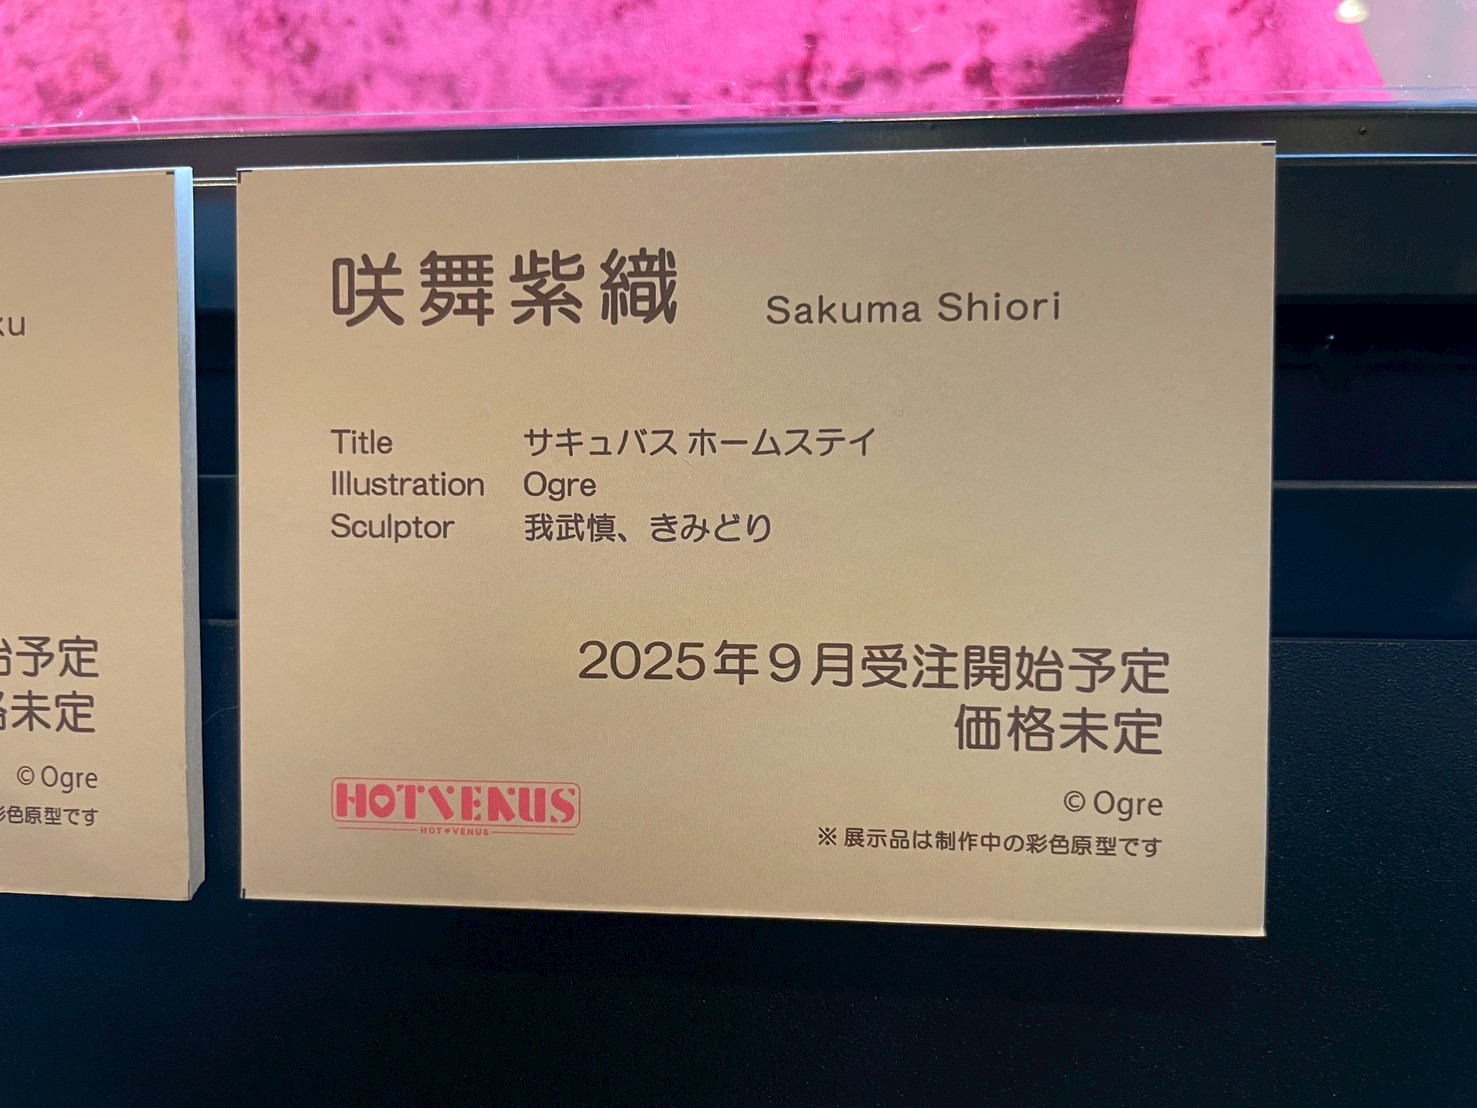 ku
予定
未定
© Ogre
彩色原型です
咲舞紫織 Sakuma Shiori
Title サキュバス ホームステイ
Illustration Ogre
Sculptor 我武慎、きみどり
2025年9月受注開始予定
価格未定
HOTVENUS
HOT♥VENUS
© Ogre
※ 展示品は制作中の彩色原型です